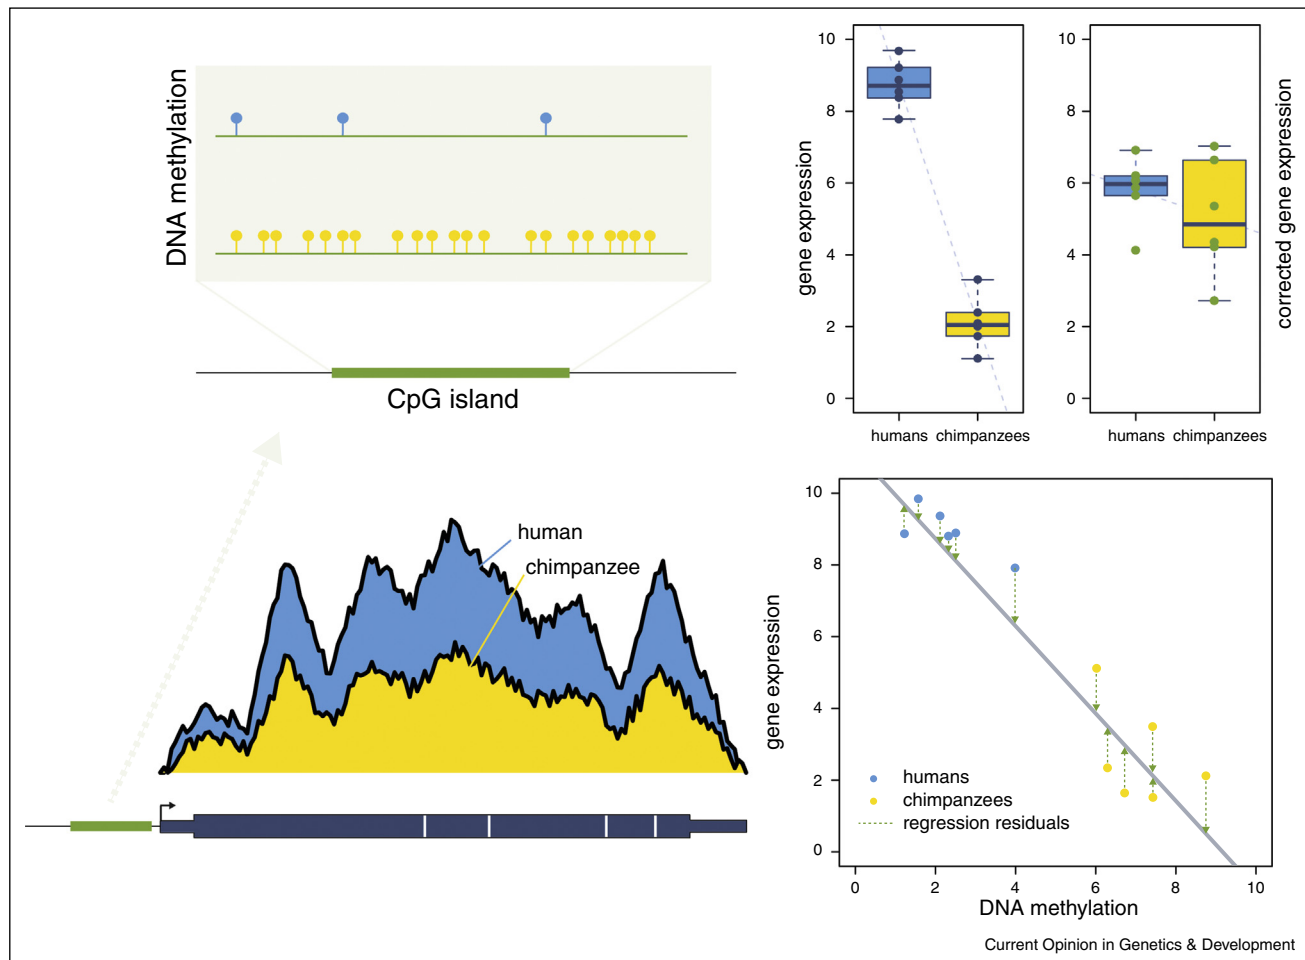 DNA methylation
CpG island
human
chimpanzee
gene expression
10
8
6
4
2
0
humans
chimpanzees
10
8
6
4
2
0
humans
chimpanzees
corrected gene expression
gene expression
10
8
6
4
2
0
humans
chimpanzees
regression residuals
0
2
4
6
8
10
DNA methylation
Current Opinion in Genetics & Development